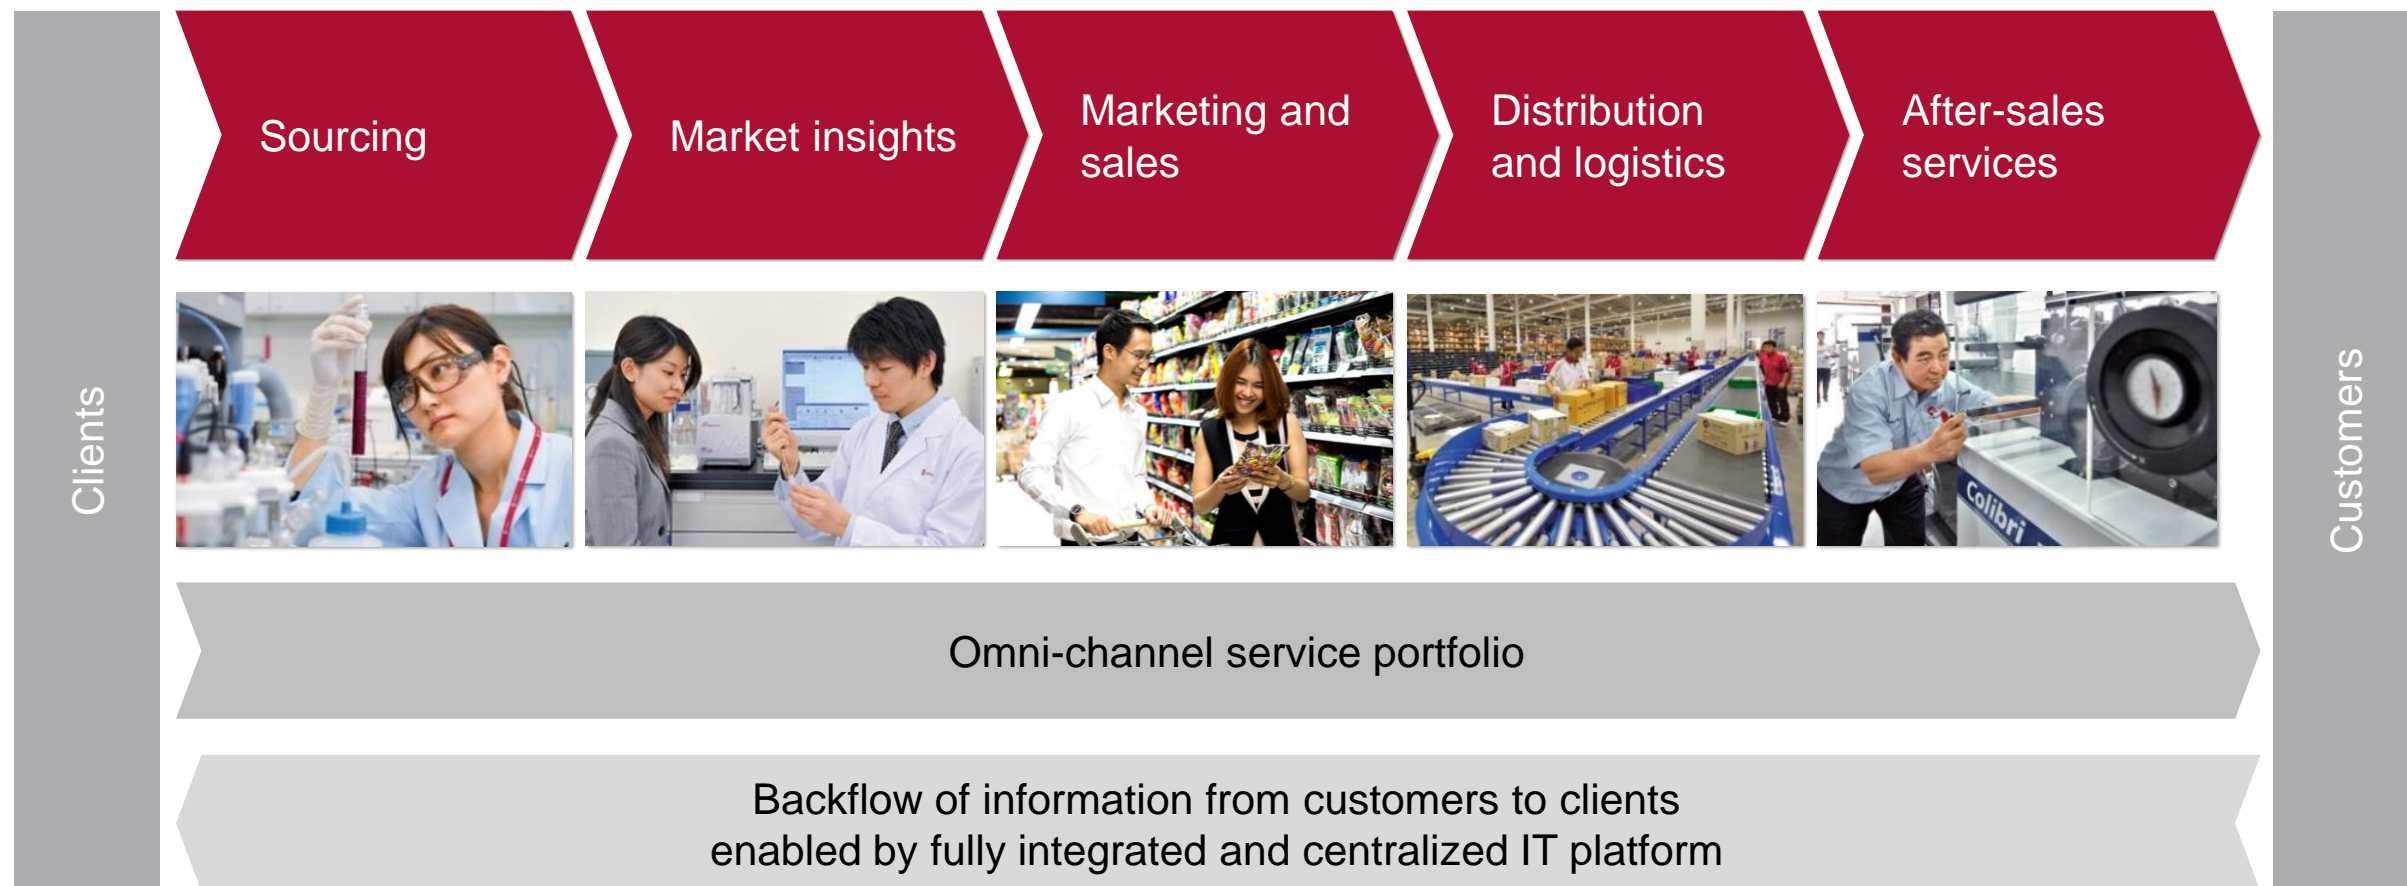 Clients
Sourcing
Market insights
Marketing and
sales
Distribution
and logistics
After-sales
services
Colibri
Customers
Omni-channel service portfolio
Backflow of information from customers to clients
enabled by fully integrated and centralized IT platform